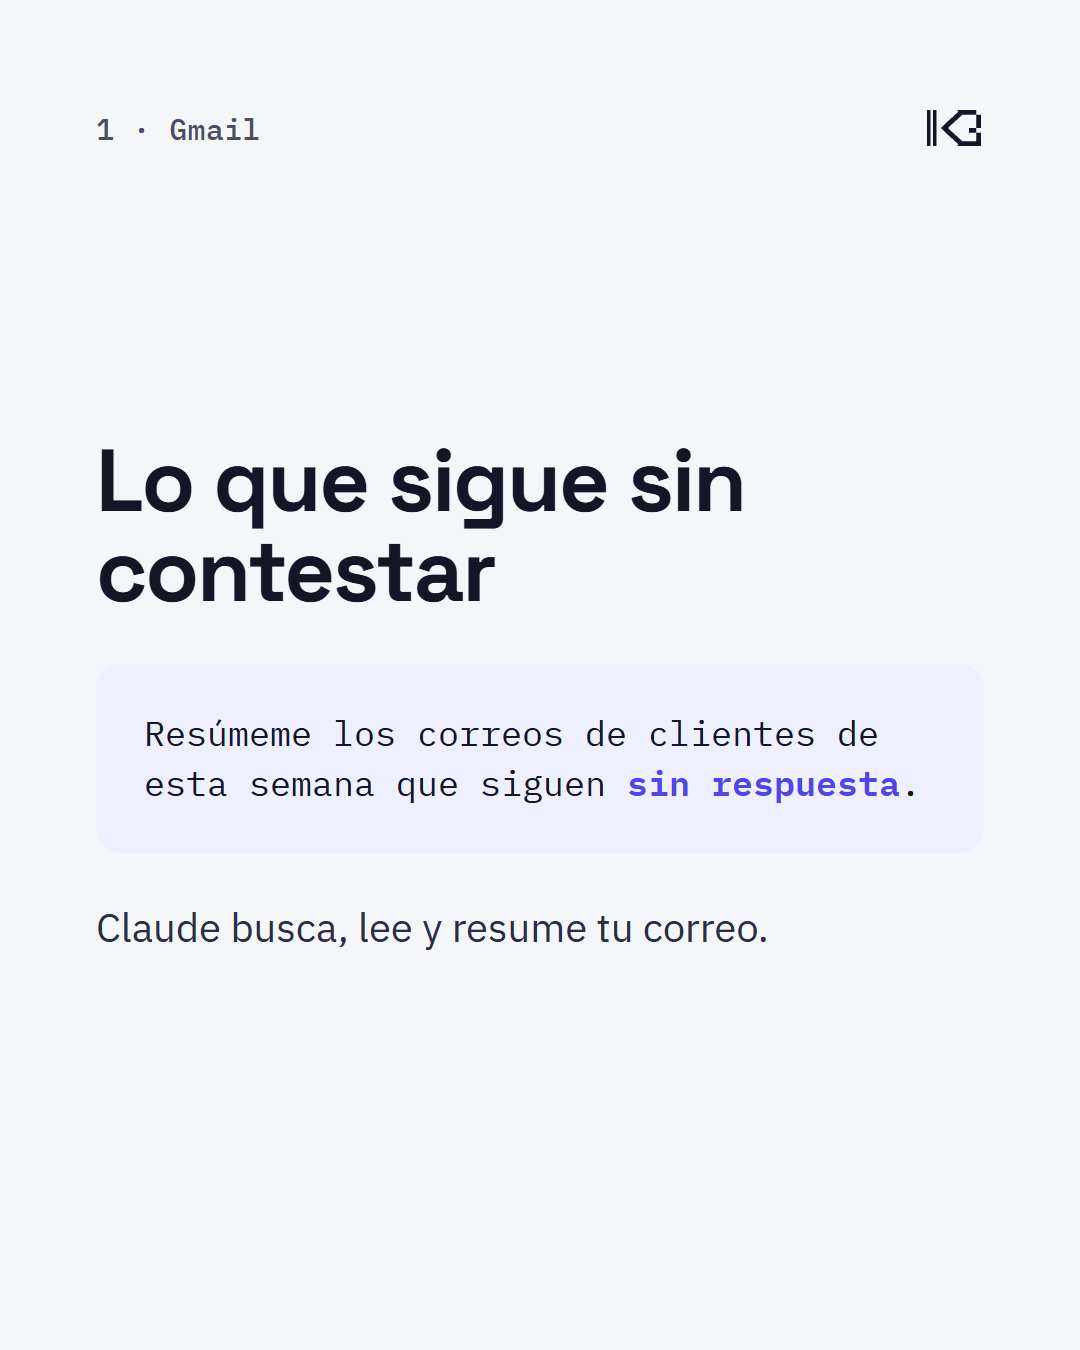 1 · Gmail
Lo que sigue sin
contestar
Resúmeme los correos de clientes de
esta semana que siguen sin respuesta.
Claude busca, lee y resume tu correo.